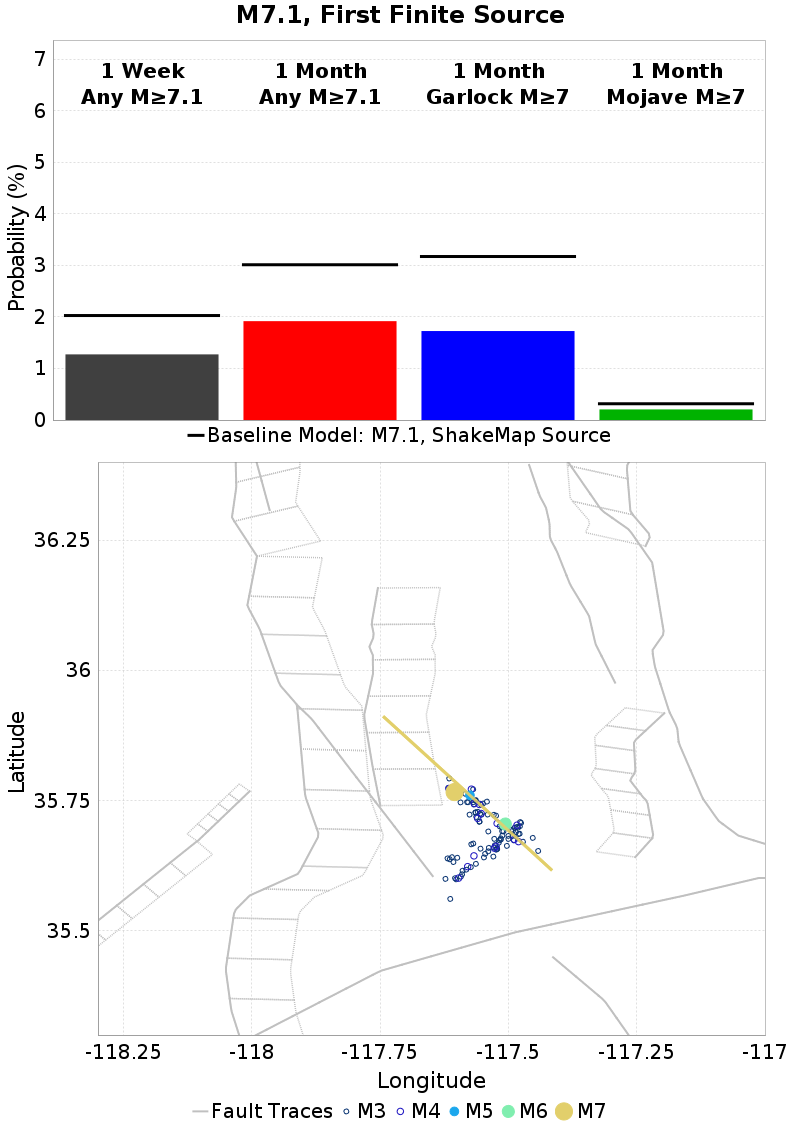 M7.1, First Finite Source
1 Week
Any M≥7.1
1 Month
Any M≥7.1
1 Month
Garlock M≥7
1 Month
Mojave M≥7
Probability (%)
7
6
5
4
3
2
1
0
Baseline Model: M7.1, ShakeMap Source
Latitude
36.25
36
35.75
35.5
-118.25
-118
-117.75
-117.5
-117.25
-117
Longitude
Fault Traces
M3
M4
M5
M6
M7